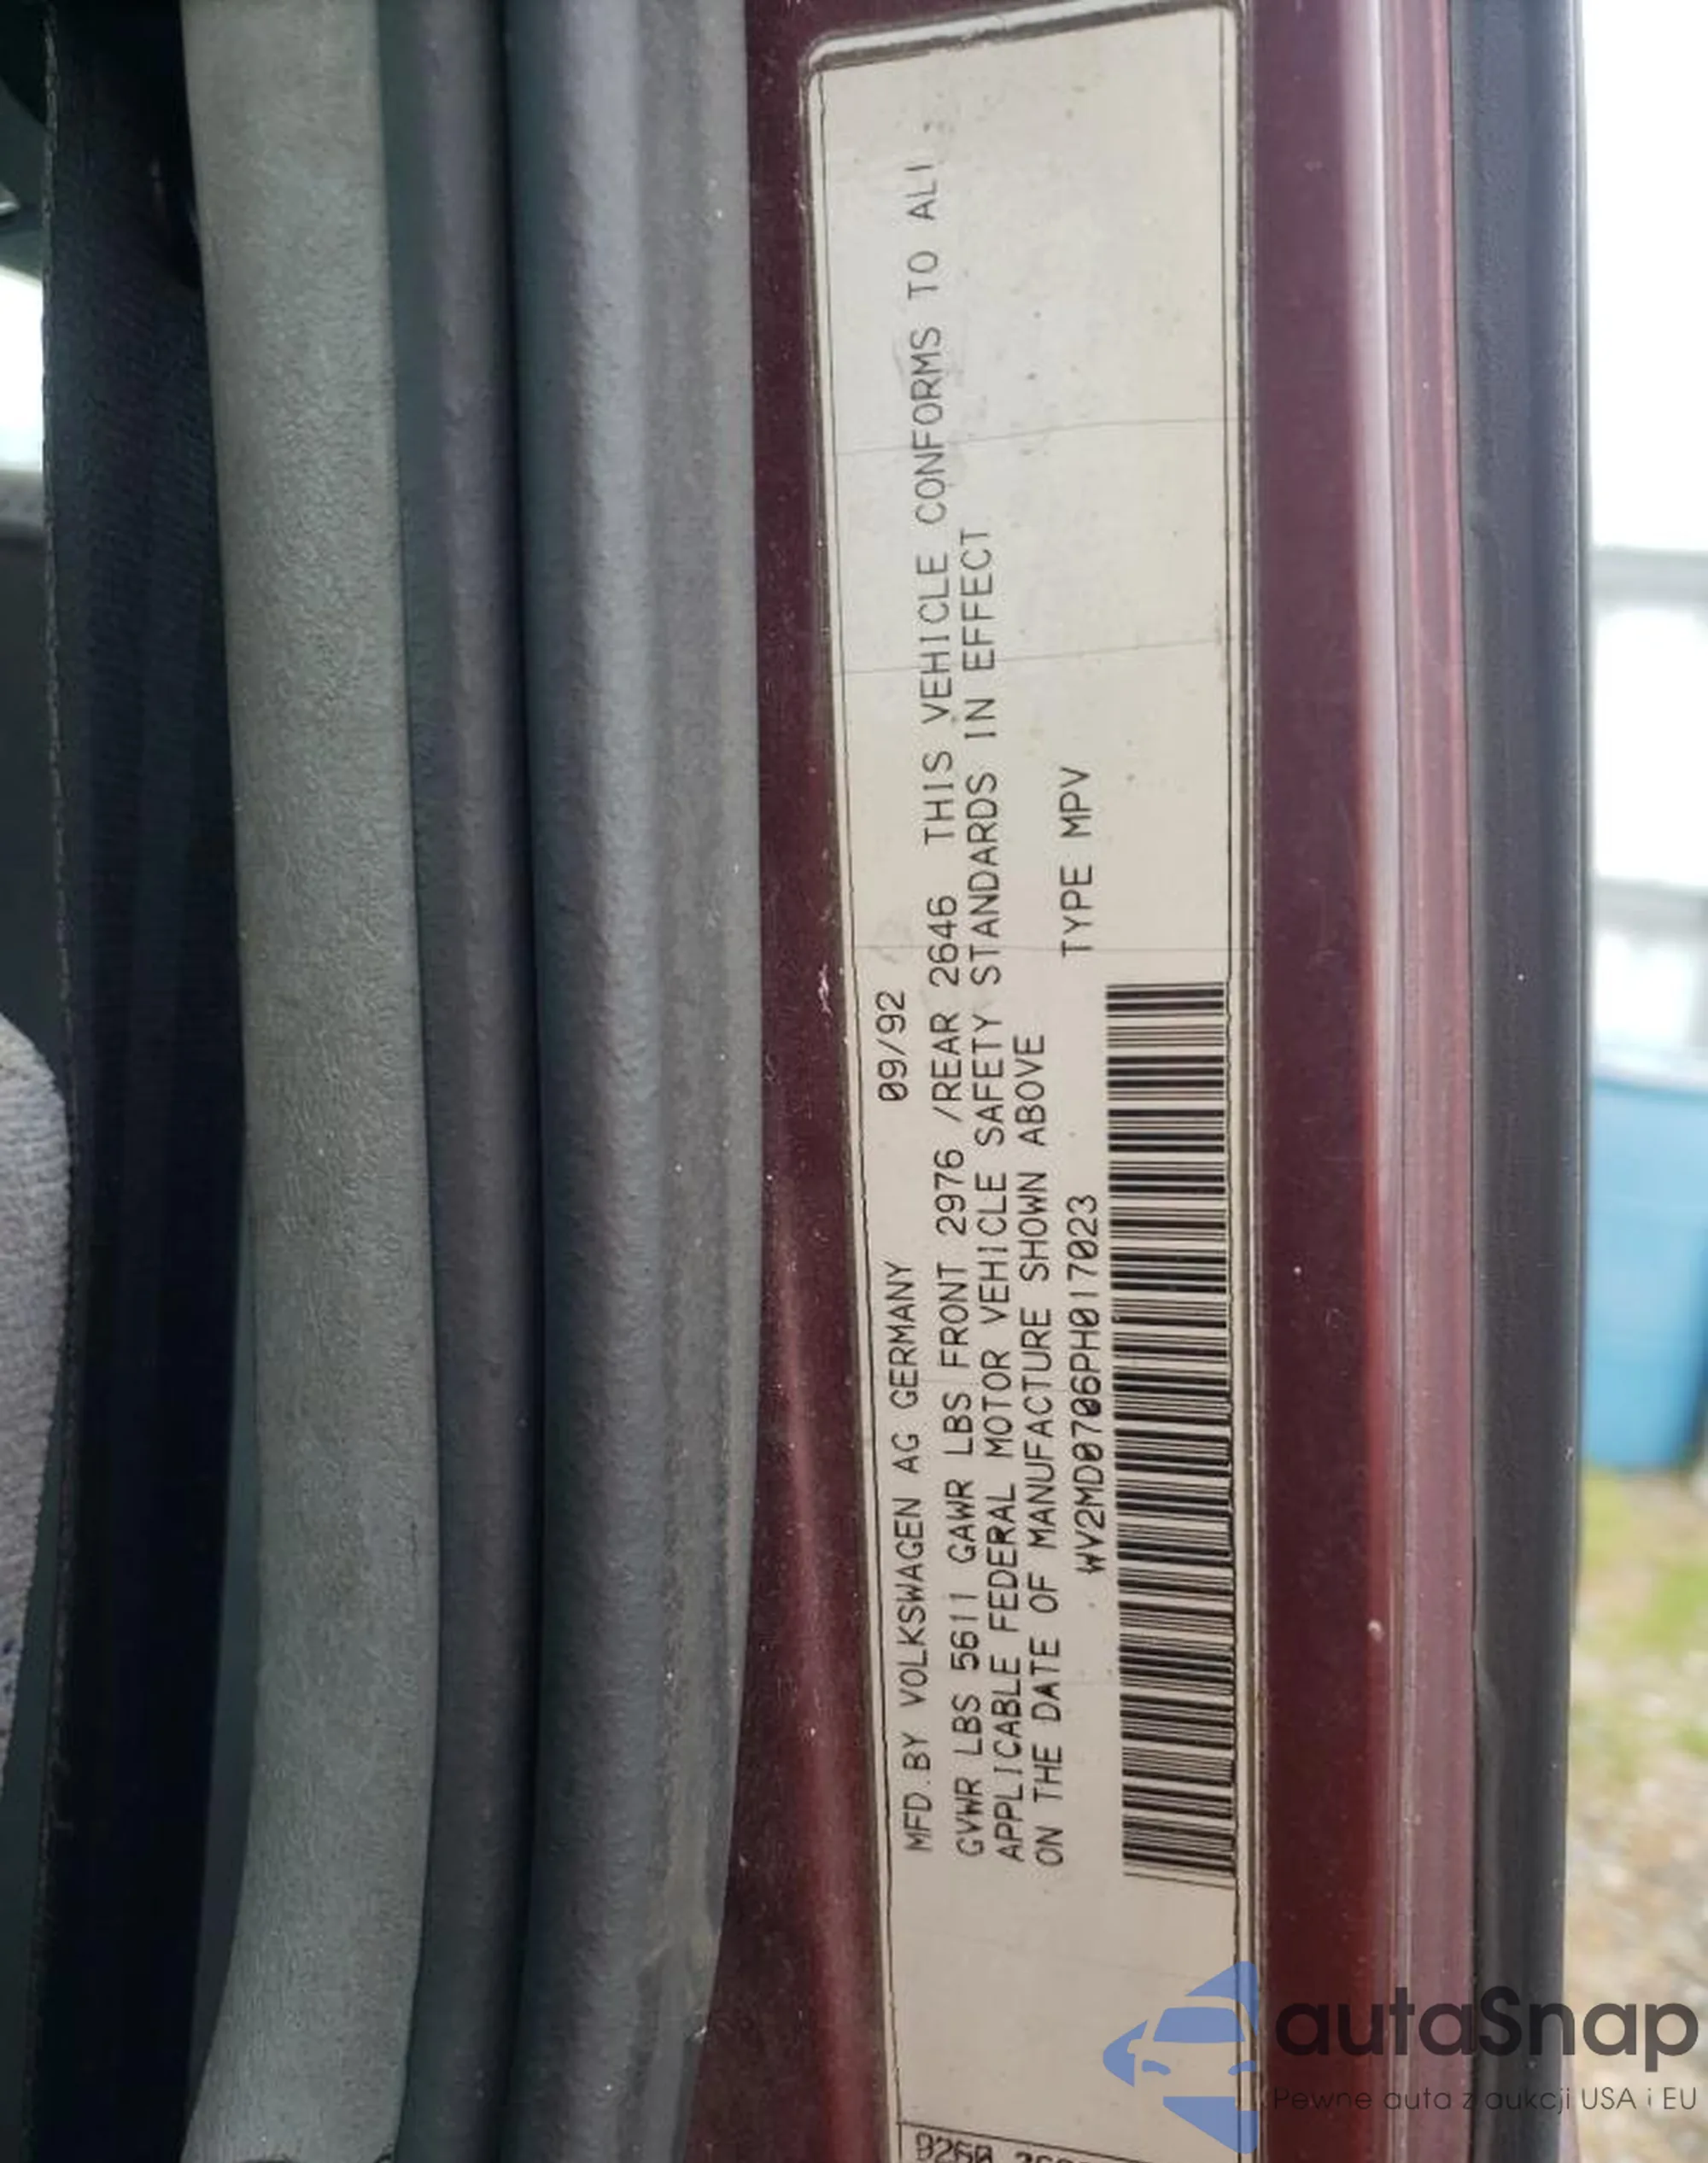 MFD.BY VOLKSWAGEN AG GERMANY 09/92
GVWR LBS 5611 GAWR LBS FRONT 2976 /REAR 2646 THIS VEHICLE CONFORMS TO ALL
APPLICABLE FEDERAL MOTOR VEHICLE SAFETY STANDARDS IN EFFECT
ON THE DATE OF MANUFACTURE SHOWN ABOVE
WV2MD0706PH017023 TYPE MPV
autaSnap
Pewne auta z aukcji USA i EU